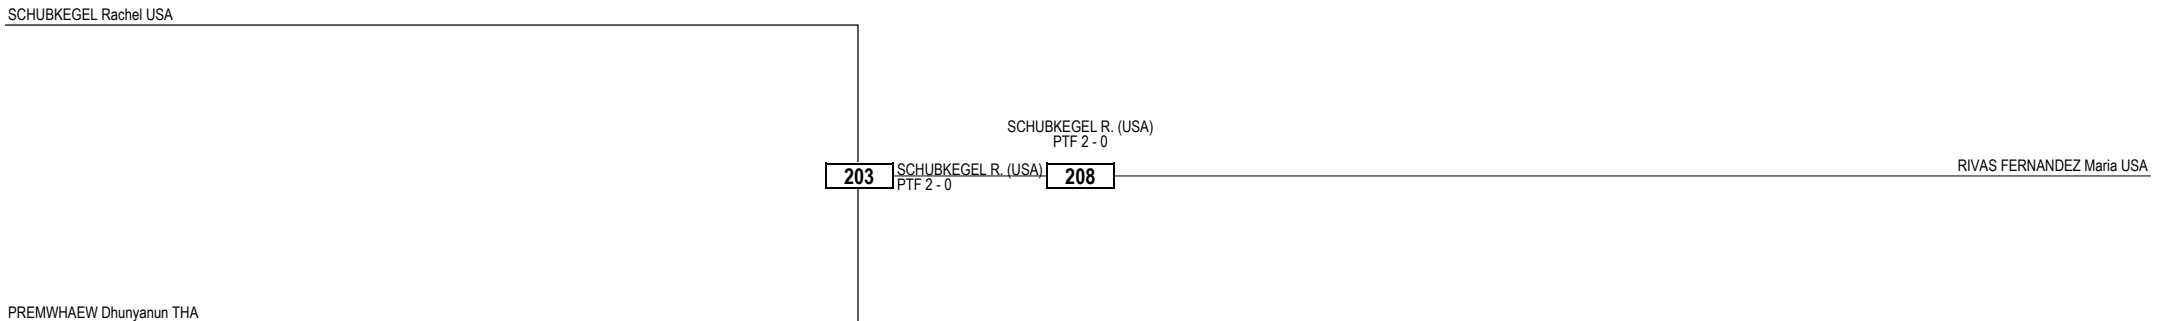 SCHUBKEGEL Rachel USA
SCHUBKEGEL R. (USA)
PTF 2 - 0
203
SCHUBKEGEL R. (USA)
PTF 2 - 0
208
RIVAS FERNANDEZ Maria USA
PREMWHAEW Dhunyanun THA